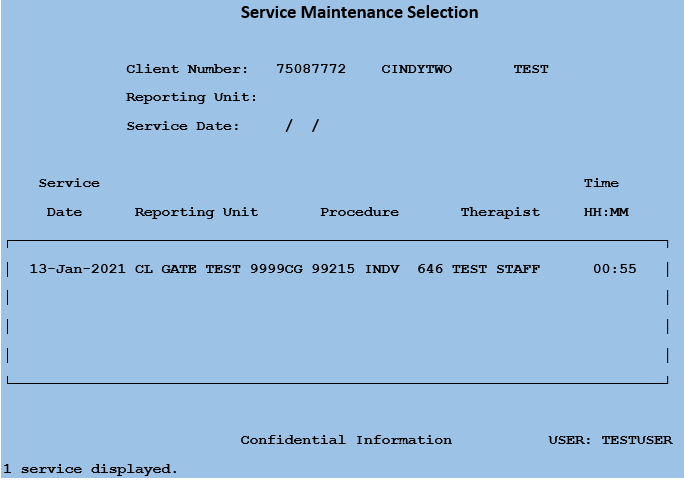 Service Maintenance Selection
Client Number: 75087772 CINDYTWO TEST
Reporting Unit:
Service Date: / /
Service Time
Date Reporting Unit Procedure Therapist HH:MM
13-Jan-2021 CL GATE TEST 9999CG 99215 INDV 646 TEST STAFF 00:55
Confidential Information USER: TESTUSER
1 service displayed.